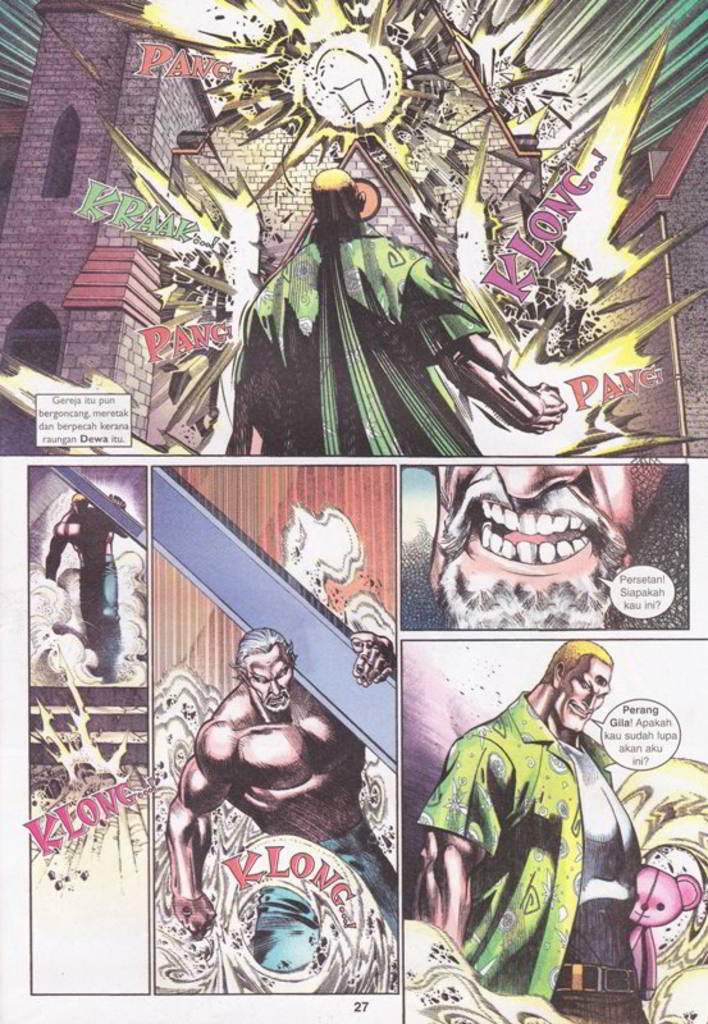 PANG!
KRAAK...!
KLONG...!
PANG!
PANG!
Gereja itu pun
bergoncang, meretak
dan berpecah kerana
raungan Dewa itu.
Persetan!
Siapakah
kau ini?
KLONG...!
KLONG...!
Perang
Gila! Apakah
kau sudah lupa
akan aku
ini?
27